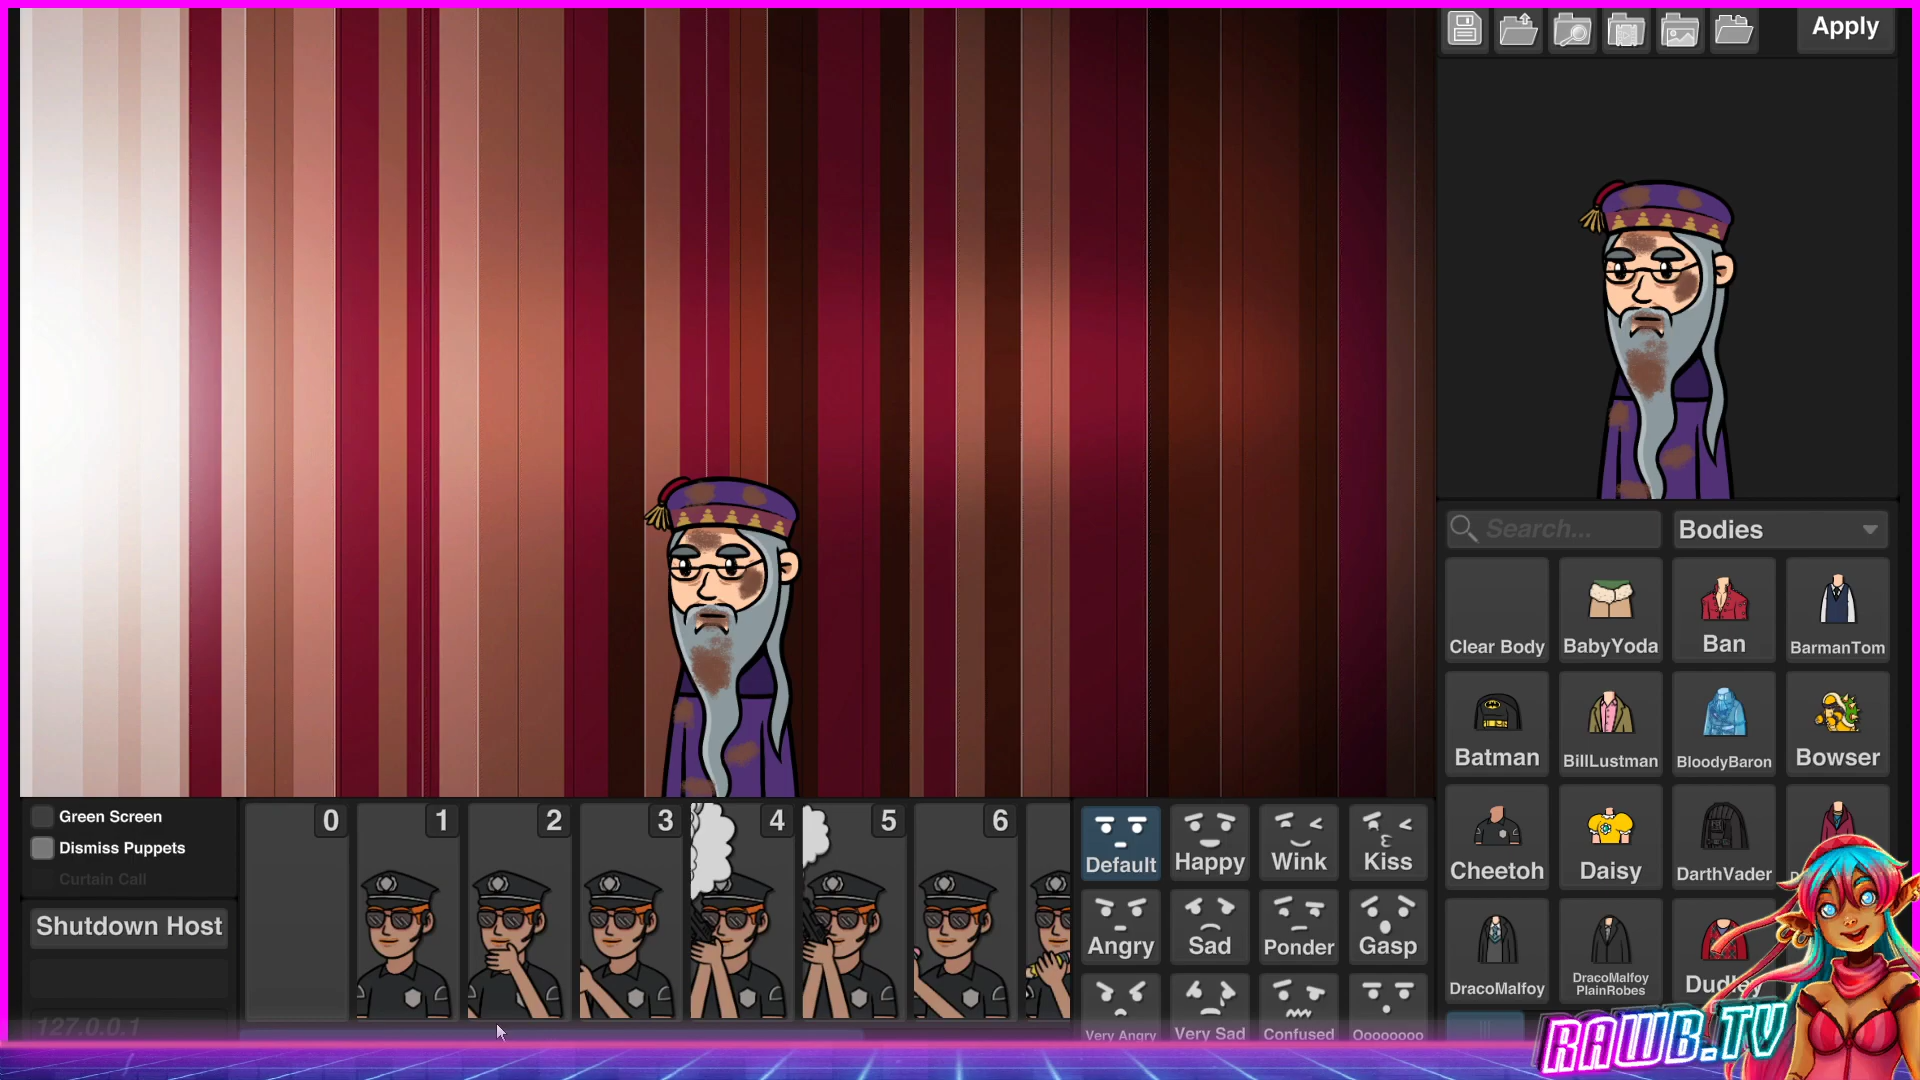 Apply
Search...
Bodies
Clear Body
BabyYoda
Ban
BarmanTom
Batman
BillLustman
BloodyBaron
Bowser
Green Screen
Dismiss Puppets
Curtain Call
Shutdown Host
127.0.0.1
0
1
2
3
4
5
6
Default
Happy
Wink
Kiss
Angry
Sad
Ponder
Gasp
Very Angry
Very Sad
Confused
Oooooooo
Cheetoh
Daisy
DarthVader
DracoMalfoy
DracoMalfoy
PlainRobes
RAWB.TV